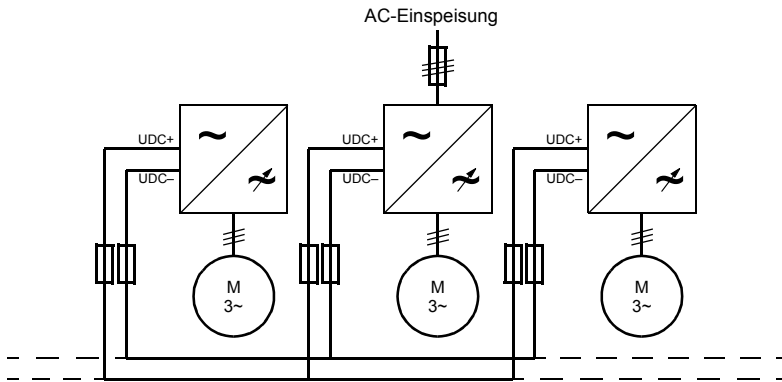 AC-Einspeisung
UDC+
UDC–
UDC+
UDC–
UDC+
UDC–
M
3~
M
3~
M
3~